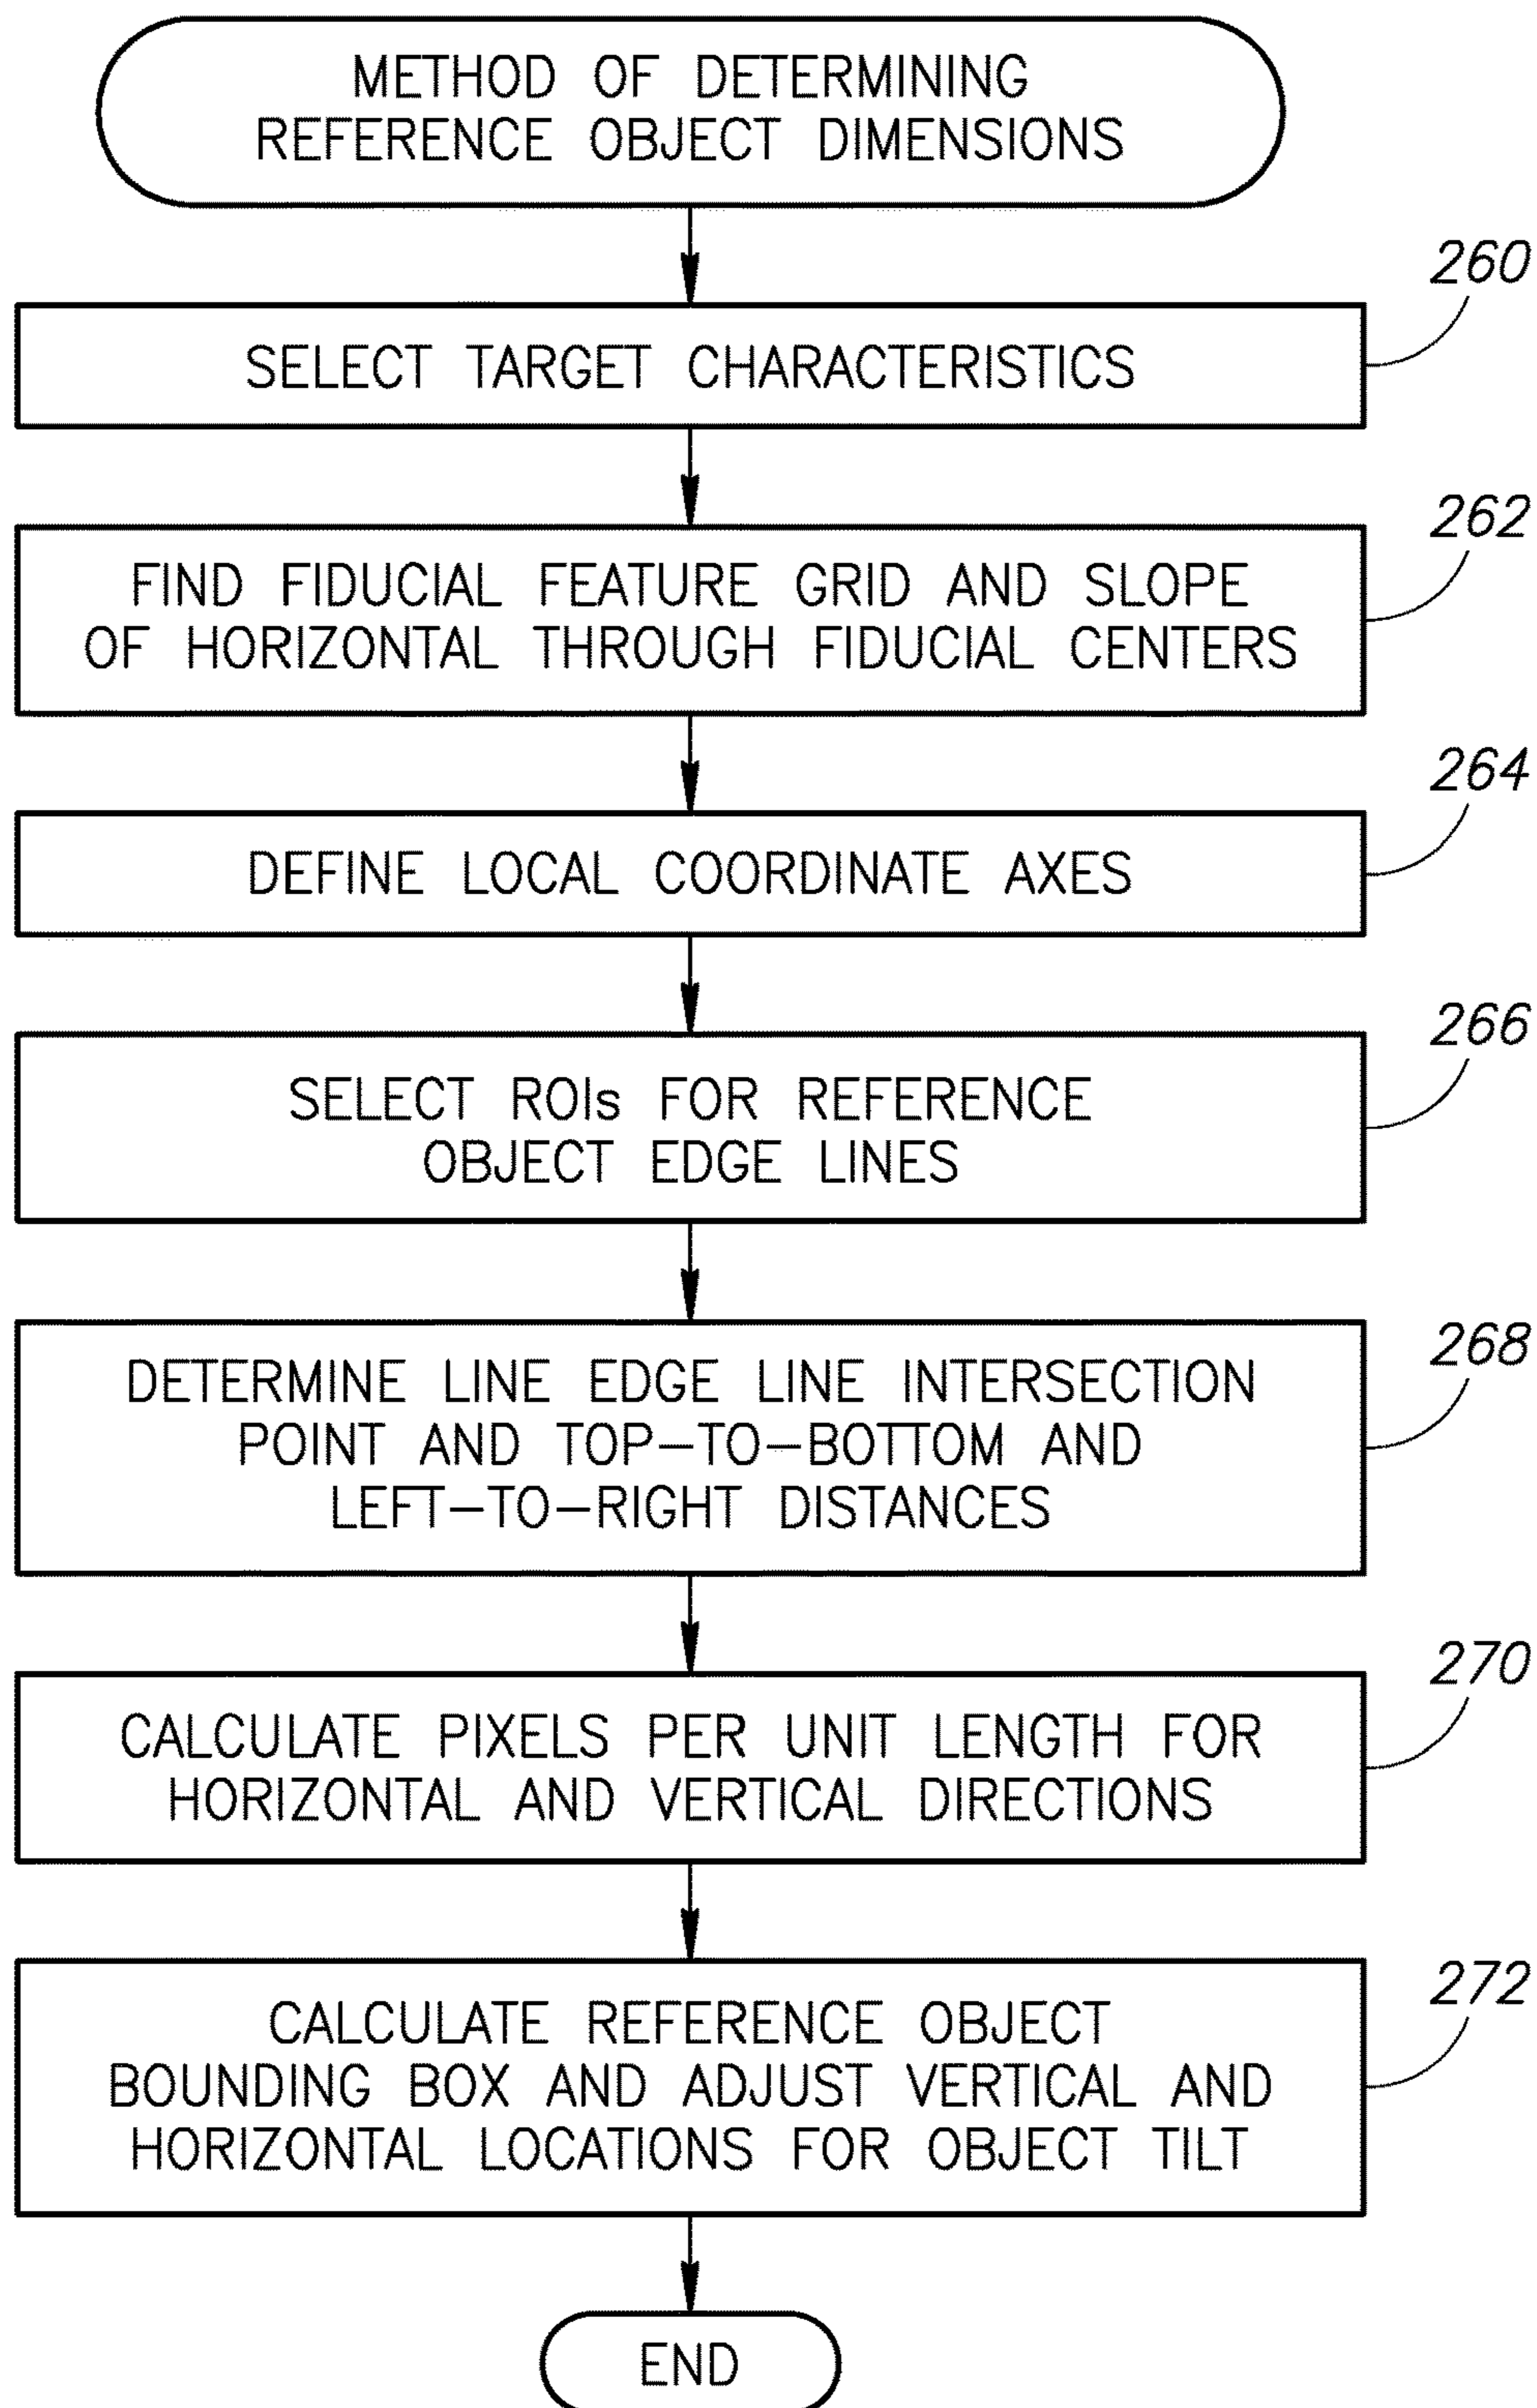 METHOD OF DETERMINING
REFERENCE OBJECT DIMENSIONS
260
SELECT TARGET CHARACTERISTICS
262
FIND FIDUCIAL FEATURE GRID AND SLOPE
OF HORIZONTAL THROUGH FIDUCIAL CENTERS
264
DEFINE LOCAL COORDINATE AXES
266
SELECT ROIs FOR REFERENCE
OBJECT EDGE LINES
268
DETERMINE LINE EDGE LINE INTERSECTION
POINT AND TOP-TO-BOTTOM AND
LEFT-TO-RIGHT DISTANCES
270
CALCULATE PIXELS PER UNIT LENGTH FOR
HORIZONTAL AND VERTICAL DIRECTIONS
272
CALCULATE REFERENCE OBJECT
BOUNDING BOX AND ADJUST VERTICAL AND
HORIZONTAL LOCATIONS FOR OBJECT TILT
END